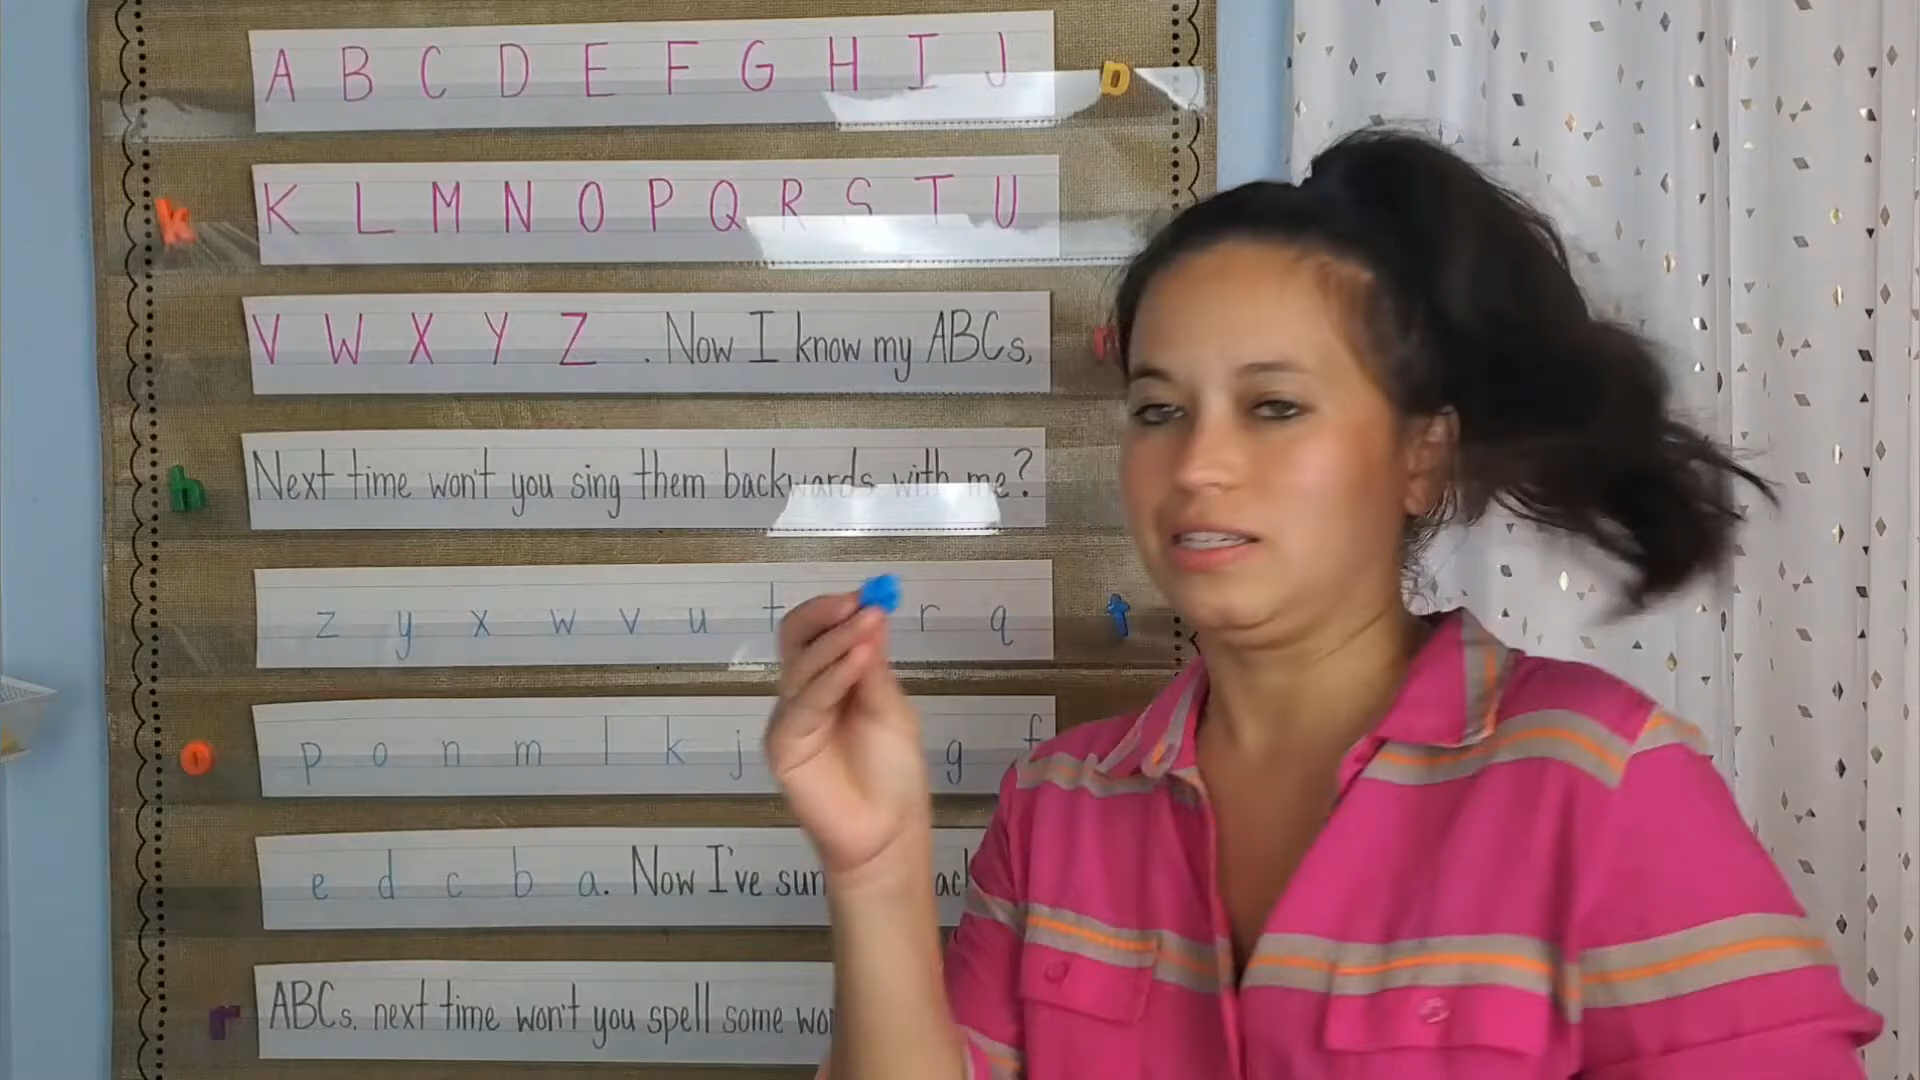 A B C D E F G H I J
K L M N O P Q R S T U
V W X Y Z . Now I know my ABCs,
Next time won't you sing them backwards with me?
z y x w v u t r q
p o n m l k j g f
e d c b a. Now I've
ABCs, next time won't you spell some
k
h
t
r